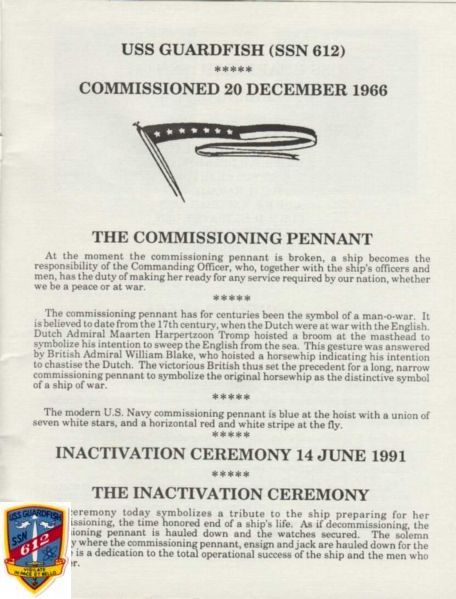 USS GUARDFISH (SSN 612)
*****
COMMISSIONED 20 DECEMBER 1966
THE COMMISSIONING PENNANT
At the moment the commissioning pennant is broken, a ship becomes the
responsibility of the Commanding Officer, who, together with the ship's officers and
men, has the duty of making her ready for any service required by our nation, whether
we be a peace or at war.
*****
The commissioning pennant has for centuries been the symbol of a man-o-war. It
is believed to date from the 17th century, when the Dutch were at war with the English.
Dutch Admiral Maarten Harpertzoon Tromp hoisted a broom at the masthead to
symbolize his intention to sweep the English from the sea. This gesture was answered
by British Admiral William Blake, who hoisted a horsewhip indicating his intention
to chastise the Dutch. The victorious British thus set the precedent for a long, narrow
commissioning pennant to symbolize the original horsewhip as the distinctive symbol
of a ship of war.
*****
The modern U.S. Navy commissioning pennant is blue at the hoist with a union of
seven white stars, and a horizontal red and white stripe at the fly.
*****
INACTIVATION CEREMONY 14 JUNE 1991
*****
THE INACTIVATION CEREMONY
ceremony today symbolizes a tribute to the ship preparing for her
issioning, the time honored end of a ship's life. As if decommissioning, the
ioning pennant is hauled down and the watches secured. The solemn
y where the commissioning pennant, ensign and jack are hauled down for the
e is a dedication to the total operational success of the ship and the men who
er.
USS GUARDFISH
SSN
612